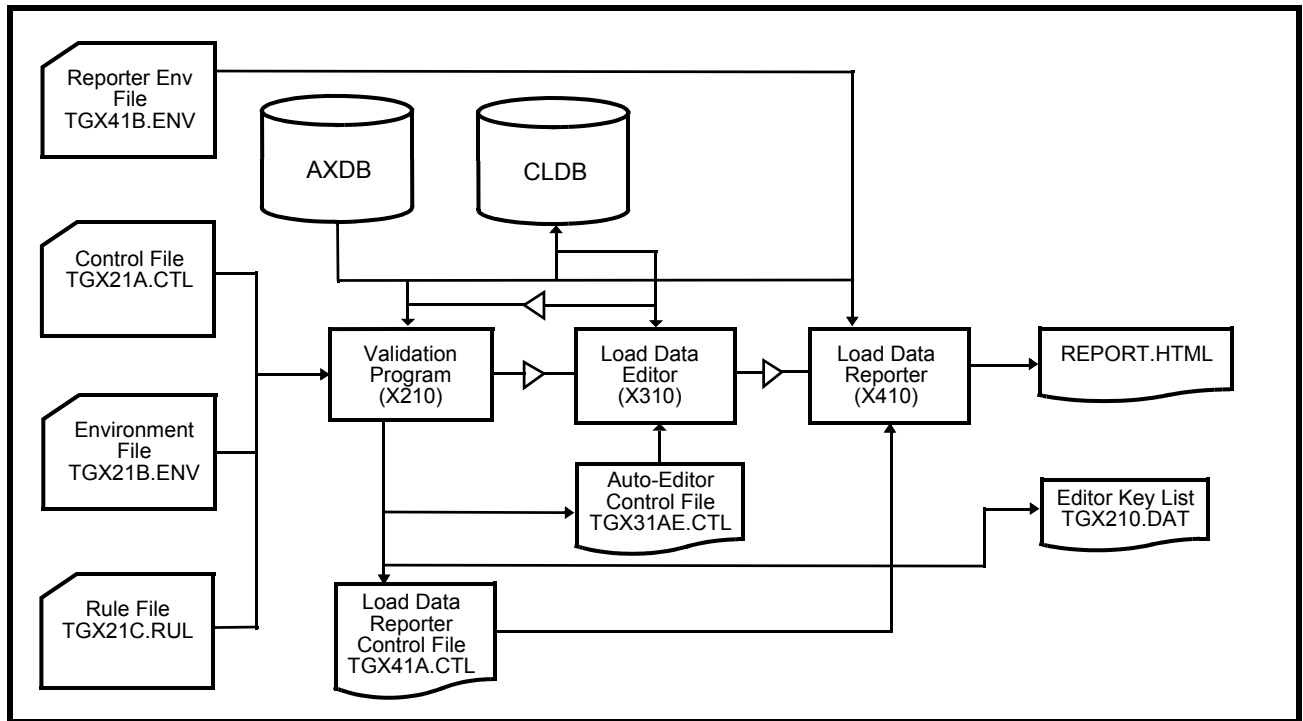 Reporter Env
File
TGX41B.ENV
AXDB
CLDB
Control File
TGX21A.CTL
Validation
Program
(X210)
Load Data
Editor
(X310)
Load Data
Reporter
(X410)
REPORT.HTML
Environment
File
TGX21B.ENV
Auto-Editor
Control File
TGX31AE.CTL
Editor Key List
TGX210.DAT
Rule File
TGX21C.RUL
Load Data
Reporter
Control File
TGX41A.CTL